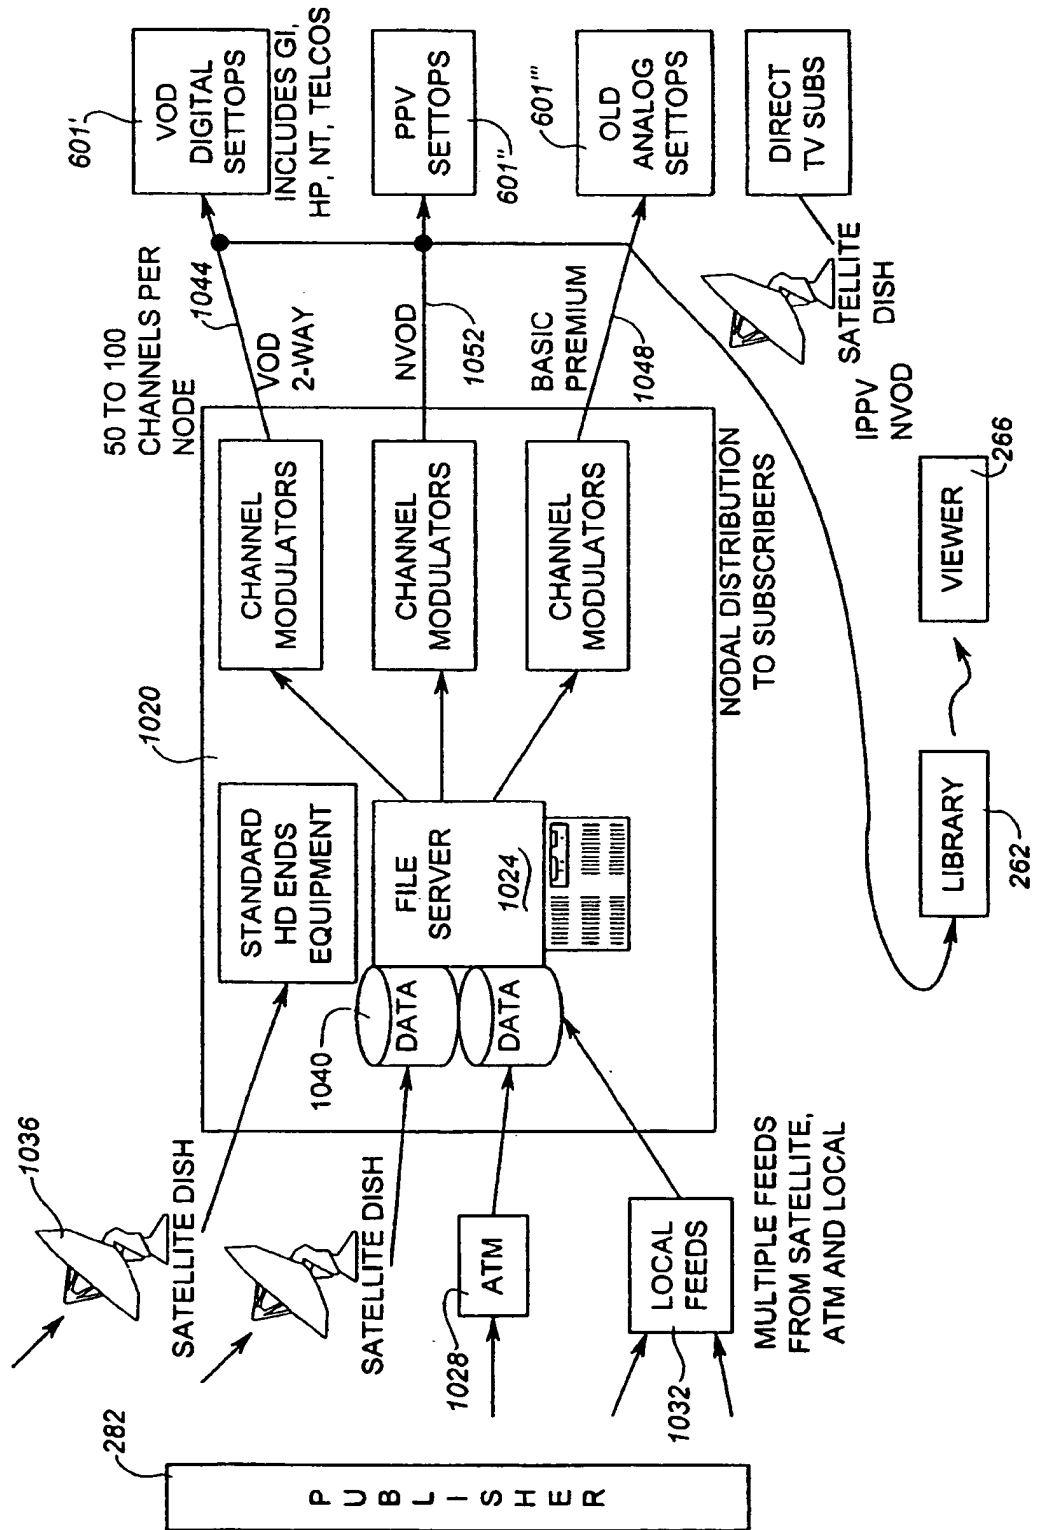 282
P U B L I S H E R
1036
SATELLITE DISH
SATELLITE DISH
1028
ATM
1032
LOCAL
FEEDS
MULTIPLE FEEDS
FROM SATELLITE,
ATM AND LOCAL
1020
STANDARD
HD ENDS
EQUIPMENT
1040
DATA
DATA
FILE
SERVER
1024
CHANNEL
MODULATORS
CHANNEL
MODULATORS
CHANNEL
MODULATORS
NODAL DISTRIBUTION
TO SUBSCRIBERS
50 TO 100
CHANNELS PER
NODE
1044
VOD
2-WAY
NVOD
1052
BASIC
PREMIUM
1048
601'
VOD
DIGITAL
SETTOPS
INCLUDES GI,
HP, NT, TELCOS
PPV
SETTOPS
601''
601'''
OLD
ANALOG
SETTOPS
DIRECT
TV SUBS
SATELLITE
DISH
IPPV
NVOD
LIBRARY
262
VIEWER
266